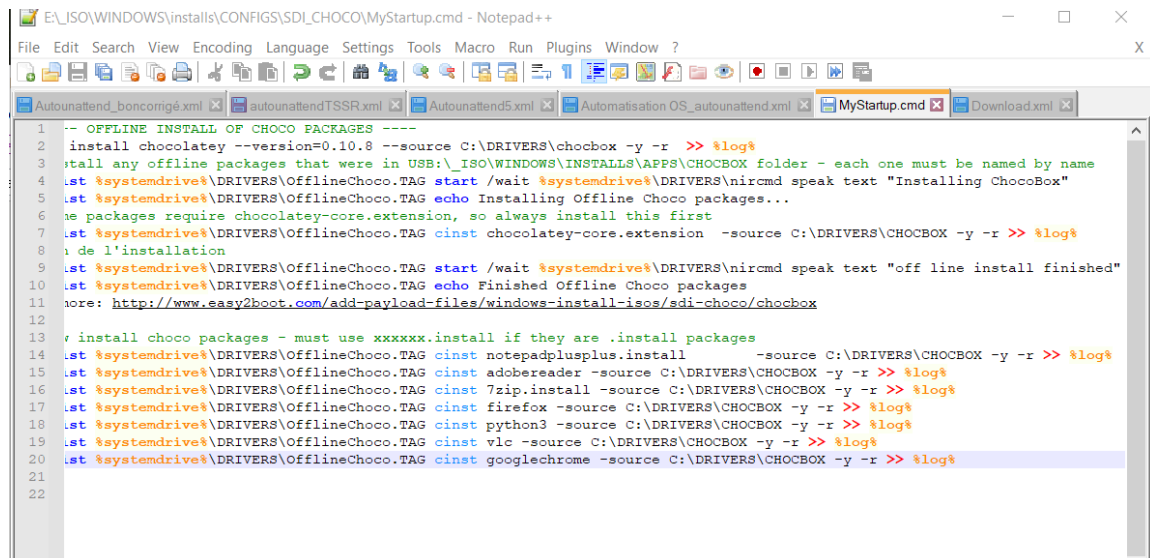 E:\_ISO\WINDOWS\installs\CONFIGS\SDI_CHOCO\MyStartup.cmd - Notepad++
File Edit Search View Encoding Language Settings Tools Macro Run Plugins Window ? X
Autounattend_boncorrigé.xml autounattendTSSR.xml Autounattend5.xml Automatisation OS_autounattend.xml MyStartup.cmd Download.xml
1 -- OFFLINE INSTALL OF CHOCO PACKAGES ----
2 install chocolatey --version=0.10.8 --source C:\DRIVERS\chocbox -y -r >> %log%
3 stall any offline packages that were in USB:\_ISO\WINDOWS\INSTALLS\APPS\CHOCBOX folder - each one must be named by name
4 ist %systemdrive%\DRIVERS\OfflineChoco.TAG start /wait %systemdrive%\DRIVERS\nircmd speak text "Installing ChocoBox"
5 ist %systemdrive%\DRIVERS\OfflineChoco.TAG echo Installing Offline Choco packages...
6 me packages require chocolatey-core.extension, so always install this first
7 ist %systemdrive%\DRIVERS\OfflineChoco.TAG cinst chocolatey-core.extension -source C:\DRIVERS\CHOCBOX -y -r >> %log%
8 n de l'installation
9 ist %systemdrive%\DRIVERS\OfflineChoco.TAG start /wait %systemdrive%\DRIVERS\nircmd speak text "off line install finished"
10 ist %systemdrive%\DRIVERS\OfflineChoco.TAG echo Finished Offline Choco packages
11 more: http://www.easy2boot.com/add-payload-files/windows-install-isos/sdi-choco/chocbox
12
13 w install choco packages - must use xxxxxx.install if they are .install packages
14 ist %systemdrive%\DRIVERS\OfflineChoco.TAG cinst notepadplusplus.install -source C:\DRIVERS\CHOCBOX -y -r >> %log%
15 ist %systemdrive%\DRIVERS\OfflineChoco.TAG cinst adobereader -source C:\DRIVERS\CHOCBOX -y -r >> %log%
16 ist %systemdrive%\DRIVERS\OfflineChoco.TAG cinst 7zip.install -source C:\DRIVERS\CHOCBOX -y -r >> %log%
17 ist %systemdrive%\DRIVERS\OfflineChoco.TAG cinst firefox -source C:\DRIVERS\CHOCBOX -y -r >> %log%
18 ist %systemdrive%\DRIVERS\OfflineChoco.TAG cinst python3 -source C:\DRIVERS\CHOCBOX -y -r >> %log%
19 ist %systemdrive%\DRIVERS\OfflineChoco.TAG cinst vlc -source C:\DRIVERS\CHOCBOX -y -r >> %log%
20 ist %systemdrive%\DRIVERS\OfflineChoco.TAG cinst googlechrome -source C:\DRIVERS\CHOCBOX -y -r >> %log%
21
22